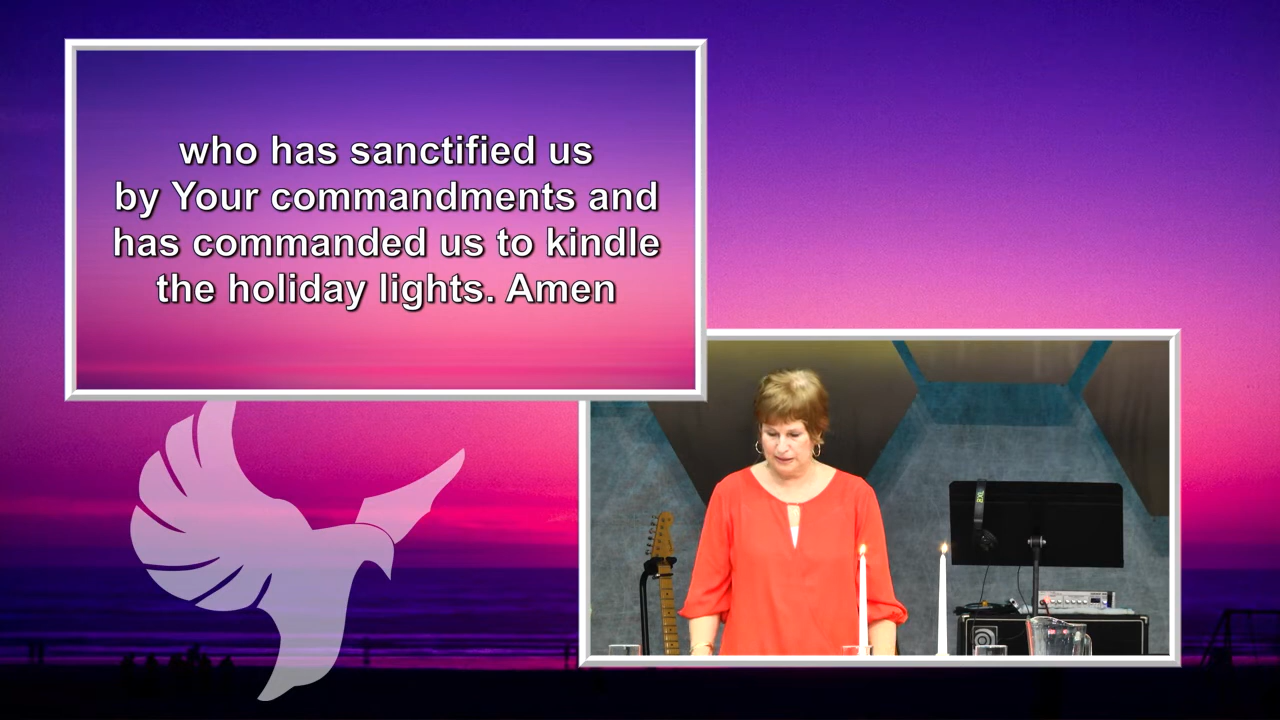 who has sanctified us
by Your commandments and
has commanded us to kindle
the holiday lights. Amen